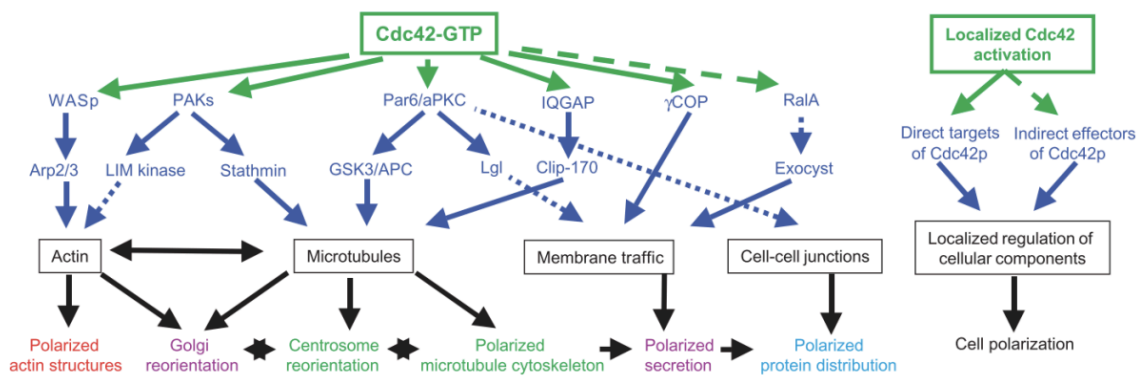 Cdc42-GTP
Localized Cdc42
activation
WASp
PAKs
Par6/aPKC
IQGAP
γCOP
RalA
Direct targets
of Cdc42p
Indirect effectors
of Cdc42p
Arp2/3
LIM kinase
Stathmin
GSK3/APC
Lgl
Clip-170
Exocyst
Actin
Microtubules
Membrane traffic
Cell-cell junctions
Localized regulation of
cellular components
Polarized
actin structures
Golgi
reorientation
Centrosome
reorientation
Polarized
microtubule cytoskeleton
Polarized
secretion
Polarized
protein distribution
Cell polarization